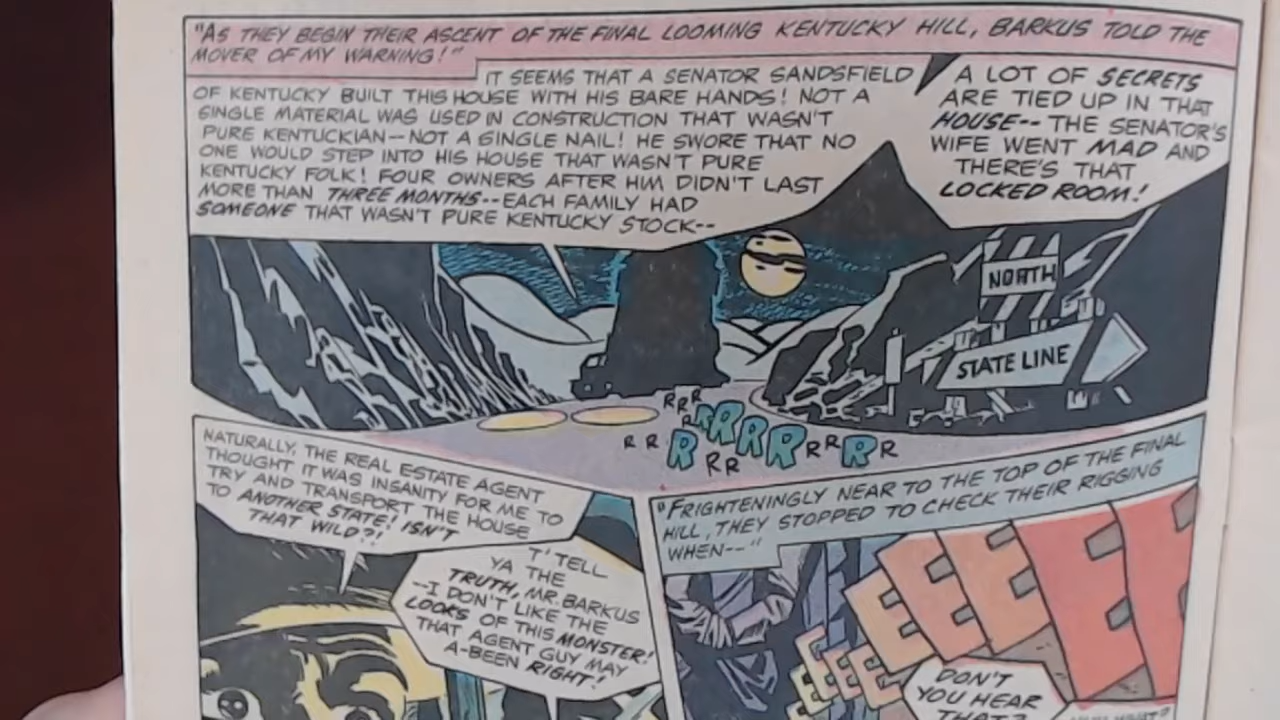 "AS THEY BEGIN THEIR ASCENT OF THE FINAL LOOMING KENTUCKY HILL, BARKUS TOLD THE
MOVER OF MY WARNING!"
IT SEEMS THAT A SENATOR SANDSFIELD
OF KENTUCKY BUILT THIS HOUSE WITH HIS BARE HANDS! NOT A
SINGLE MATERIAL WAS USED IN CONSTRUCTION THAT WASN'T
PURE KENTUCKIAN--NOT A SINGLE NAIL! HE SWORE THAT NO
ONE WOULD STEP INTO HIS HOUSE THAT WASN'T PURE
KENTUCKY FOLK! FOUR OWNERS AFTER HIM DIDN'T LAST
MORE THAN THREE MONTHS--EACH FAMILY HAD
SOMEONE THAT WASN'T PURE KENTUCKY STOCK--
A LOT OF SECRETS
ARE TIED UP IN THAT
HOUSE--THE SENATOR'S
WIFE WENT MAD AND
THERE'S THAT
LOCKED ROOM!
NORTH
STATE LINE
R R R R R R R R R R R R R R R R
NATURALLY, THE REAL ESTATE AGENT
THOUGHT IT WAS INSANITY FOR ME TO
TRY AND TRANSPORT THE HOUSE
TO ANOTHER STATE! ISN'T
THAT WILD?!
T' TELL
YA THE
TRUTH, MR. BARKUS
--I DON'T LIKE THE
LOOKS OF THIS MONSTER!
THAT AGENT GUY MAY
A-BEEN RIGHT!
"FRIGHTENINGLY NEAR TO THE TOP OF THE FINAL
HILL, THEY STOPPED TO CHECK THEIR RIGGING
WHEN--"
EEEEE
DON'T
YOU HEAR
THAT?